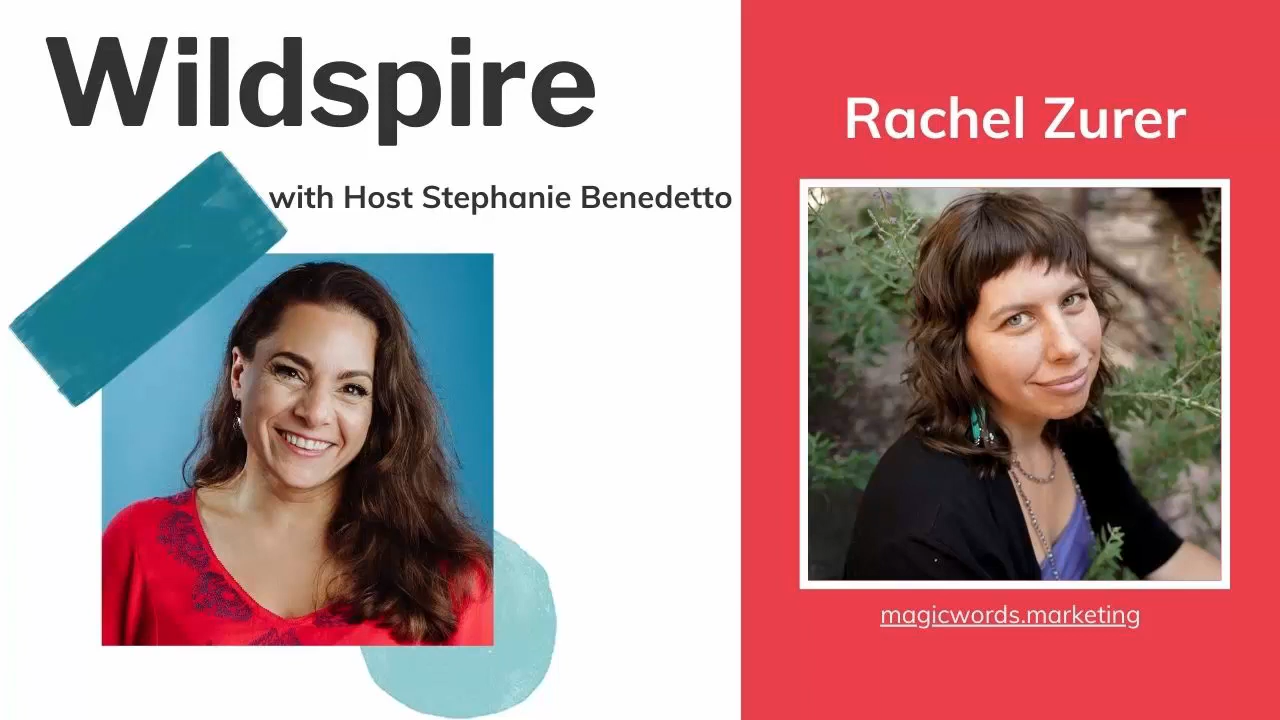 Wildspire
with Host Stephanie Benedetto
Rachel Zurer
magicwords.marketing